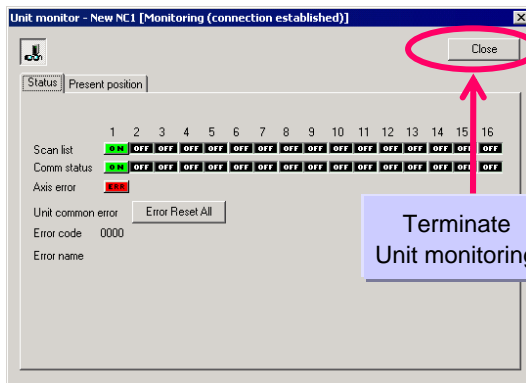 Unit monitor - New NC1 [Monitoring (connection established)]
Close
Status Present position
1 2 3 4 5 6 7 8 9 10 11 12 13 14 15 16
Scan list ON OFF OFF OFF OFF OFF OFF OFF OFF OFF OFF OFF OFF OFF OFF OFF
Comm status ON OFF OFF OFF OFF OFF OFF OFF OFF OFF OFF OFF OFF OFF OFF OFF
Axis error ERR
Unit common error Error Reset All
Error code 0000
Error name
Terminate
Unit monitoring